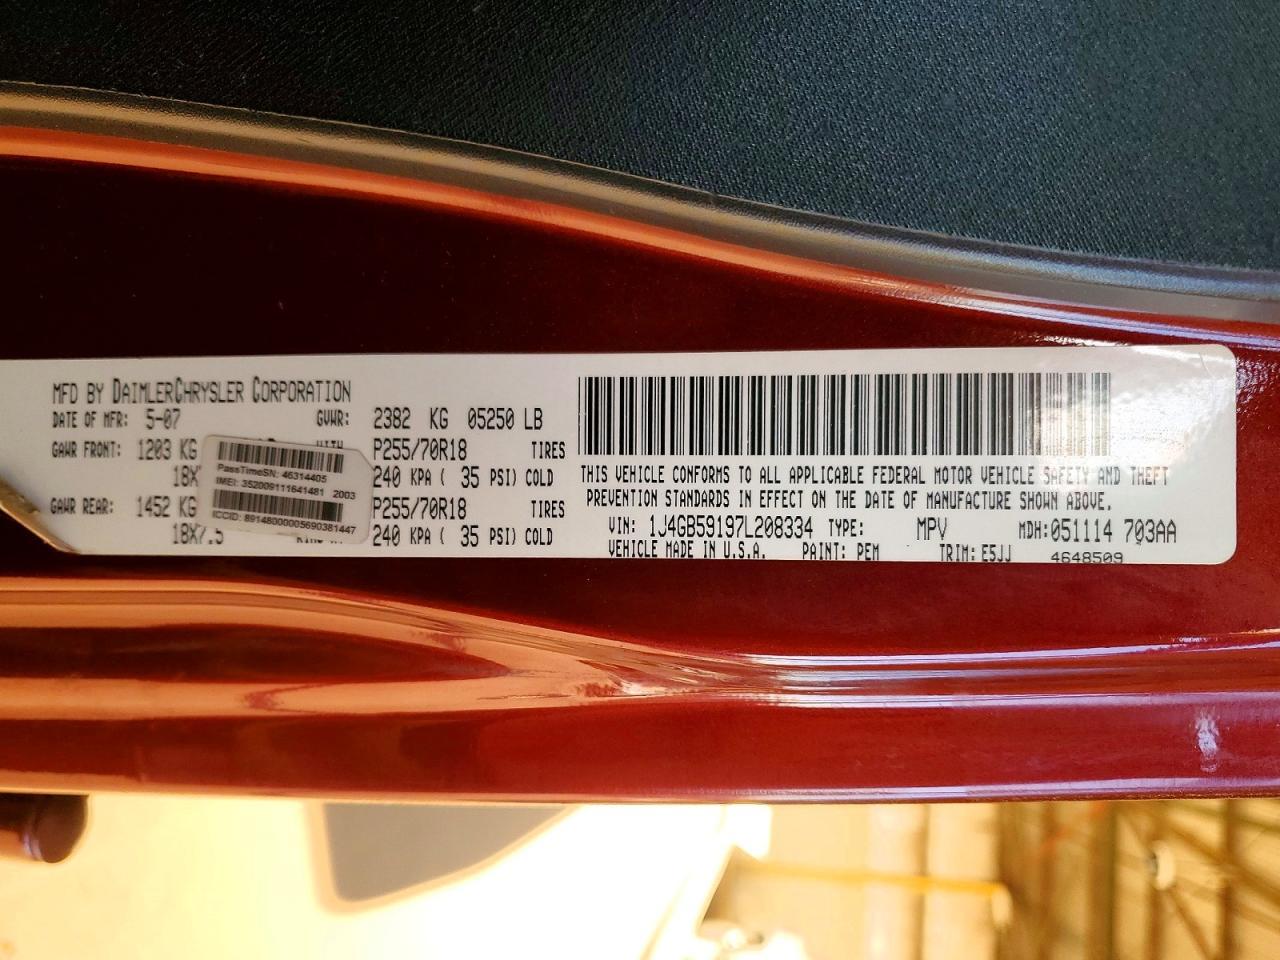 MFD BY DAIMLERCHRYSLER CORPORATION
DATE OF MFR: 5-07 GVWR: 2382 KG 05250 LB
GAWR FRONT: 1203 KG WITH P255/70R18 TIRES
18X 240 KPA ( 35 PSI) COLD
GAWR REAR: 1452 KG P255/70R18 TIRES
18X7.5 240 KPA ( 35 PSI) COLD
PassTimeSN: 46314405
IMEI: 352009111641481 2003
ICCID: 89148000005690381447
THIS VEHICLE CONFORMS TO ALL APPLICABLE FEDERAL MOTOR VEHICLE SAFETY AND THEFT
PREVENTION STANDARDS IN EFFECT ON THE DATE OF MANUFACTURE SHOWN ABOVE.
VIN: 1J4GB59197L208334 TYPE: MPV MDH:051114 703AA
VEHICLE MADE IN U.S.A. PAINT: PEM TRIM: E5JJ 4648509